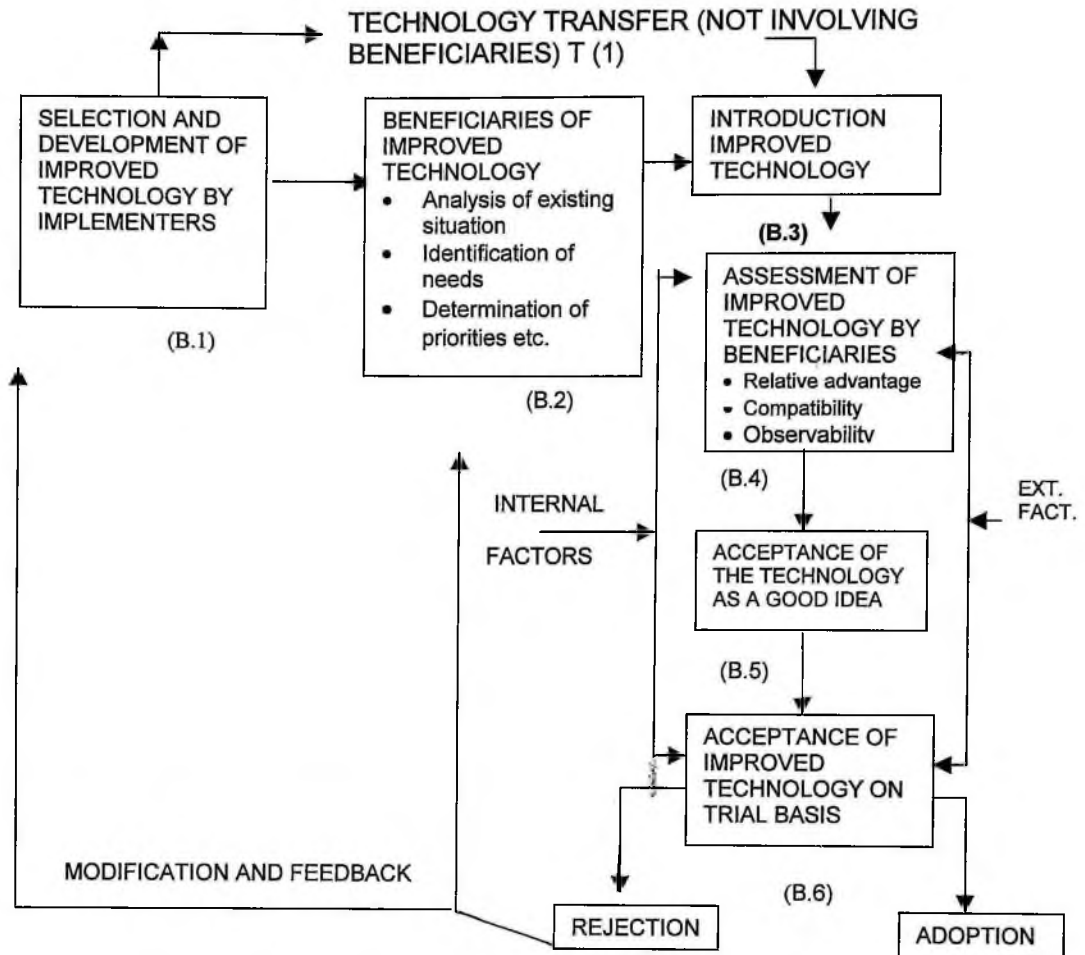 TECHNOLOGY TRANSFER (NOT INVOLVING
BENEFICIARIES) T (1)
SELECTION AND
DEVELOPMENT OF
IMPROVED
TECHNOLOGY BY
IMPLEMENTERS
(B.1)
BENEFICIARIES OF
IMPROVED
TECHNOLOGY
• Analysis of existing
situation
• Identification of
needs
• Determination of
priorities etc.
(B.2)
INTRODUCTION
IMPROVED
TECHNOLOGY
(B.3)
ASSESSMENT OF
IMPROVED
TECHNOLOGY BY
BENEFICIARIES
• Relative advantage
• Compatibility
• Observability
(B.4)
INTERNAL
FACTORS
EXT.
FACT.
ACCEPTANCE OF
THE TECHNOLOGY
AS A GOOD IDEA
(B.5)
ACCEPTANCE OF
IMPROVED
TECHNOLOGY ON
TRIAL BASIS
(B.6)
MODIFICATION AND FEEDBACK
REJECTION
ADOPTION